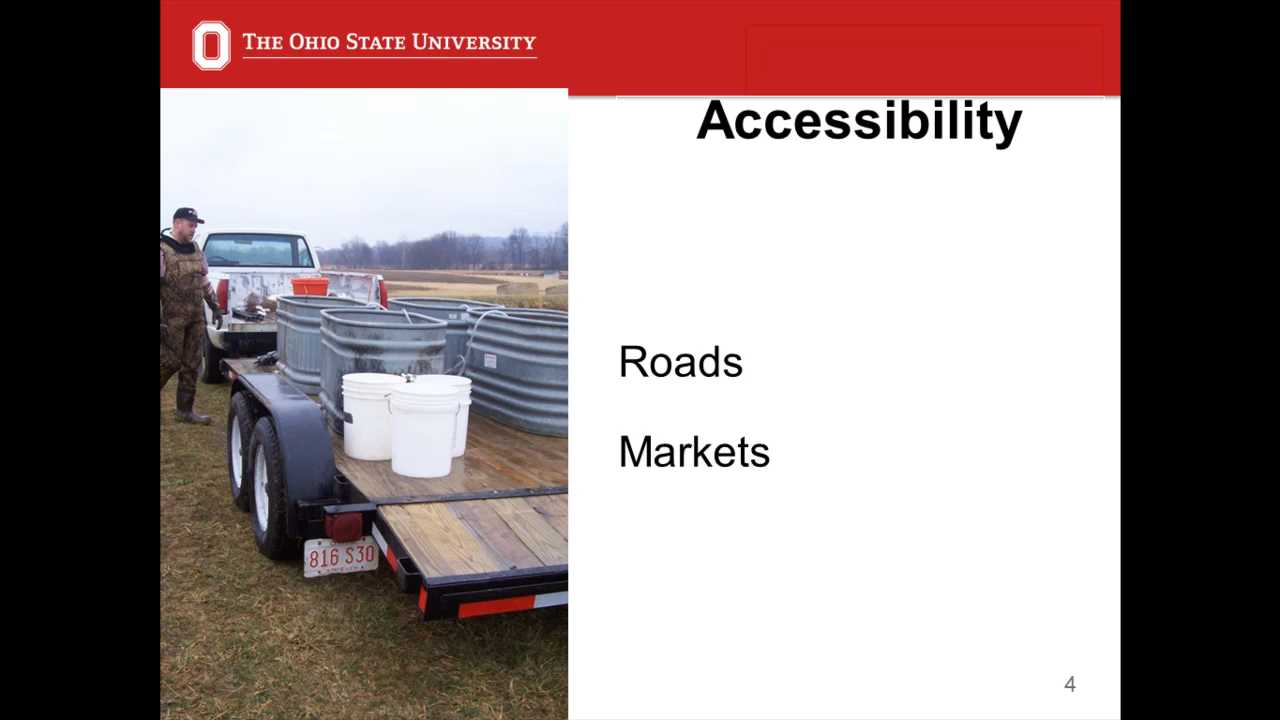 THE OHIO STATE UNIVERSITY
Accessibility
Roads
Markets
816 S30
4